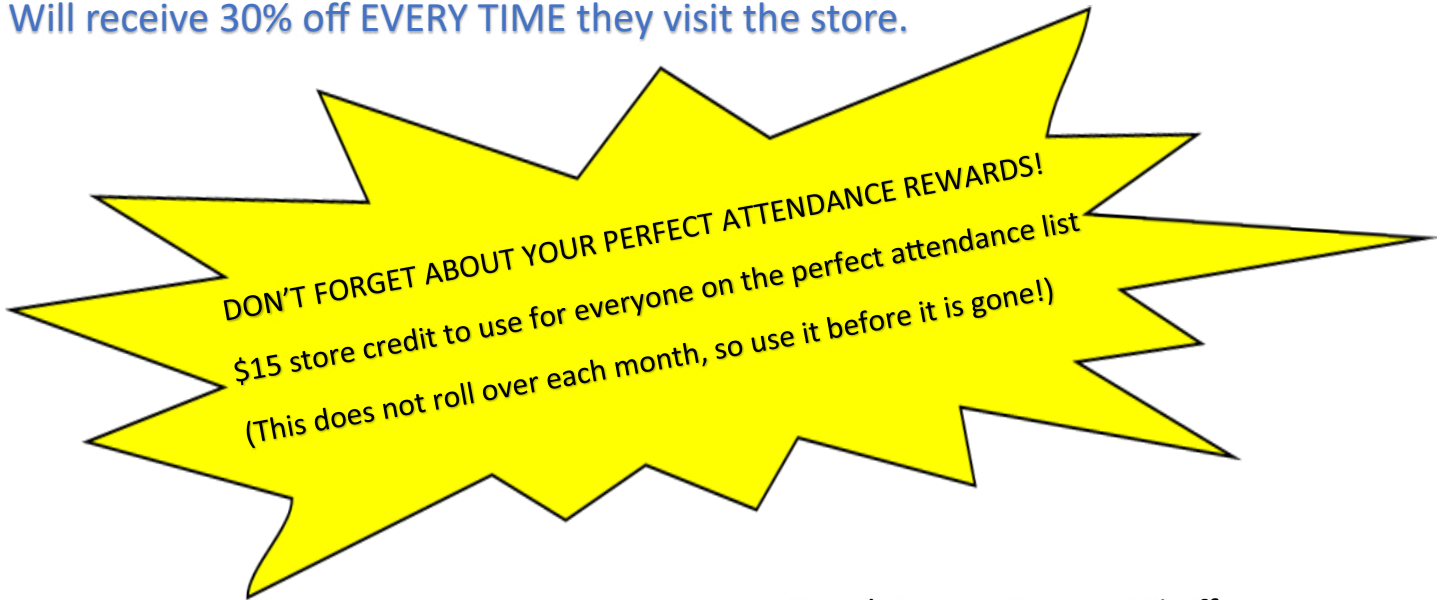 Will receive 30% off EVERY TIME they visit the store.
DON'T FORGET ABOUT YOUR PERFECT ATTENDANCE REWARDS!
$15 store credit to use for everyone on the perfect attendance list
(This does not roll over each month, so use it before it is gone!)